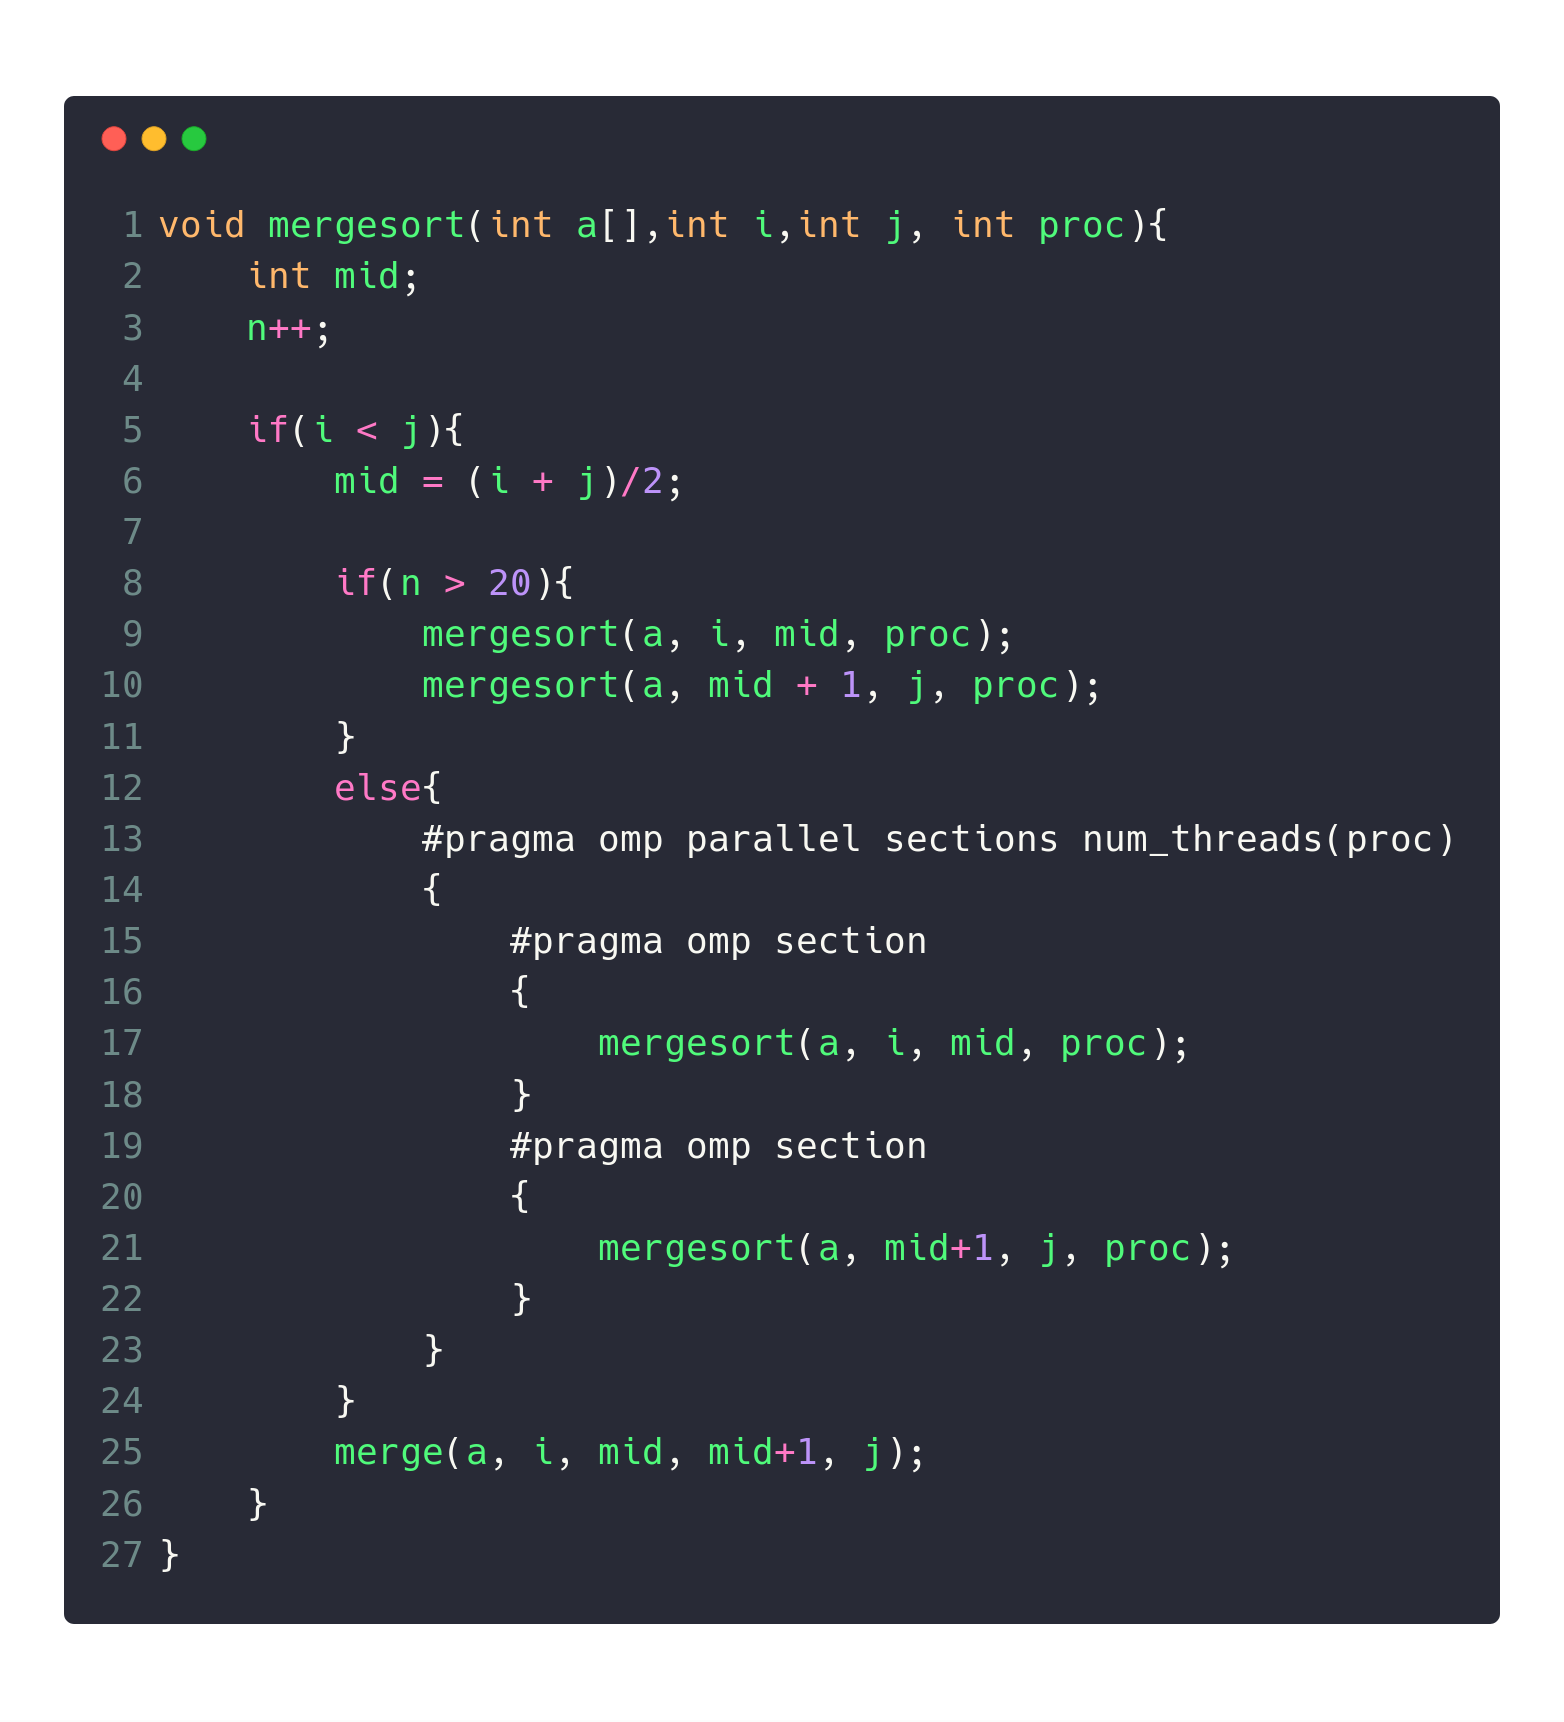 1 void mergesort(int a[],int i,int j, int proc){
2     int mid;
3     n++;
4
5     if(i < j){
6         mid = (i + j)/2;
7
8         if(n > 20){
9             mergesort(a, i, mid, proc);
10             mergesort(a, mid + 1, j, proc);
11         }
12         else{
13             #pragma omp parallel sections num_threads(proc)
14             {
15                 #pragma omp section
16                 {
17                     mergesort(a, i, mid, proc);
18                 }
19                 #pragma omp section
20                 {
21                     mergesort(a, mid+1, j, proc);
22                 }
23             }
24         }
25         merge(a, i, mid, mid+1, j);
26     }
27 }